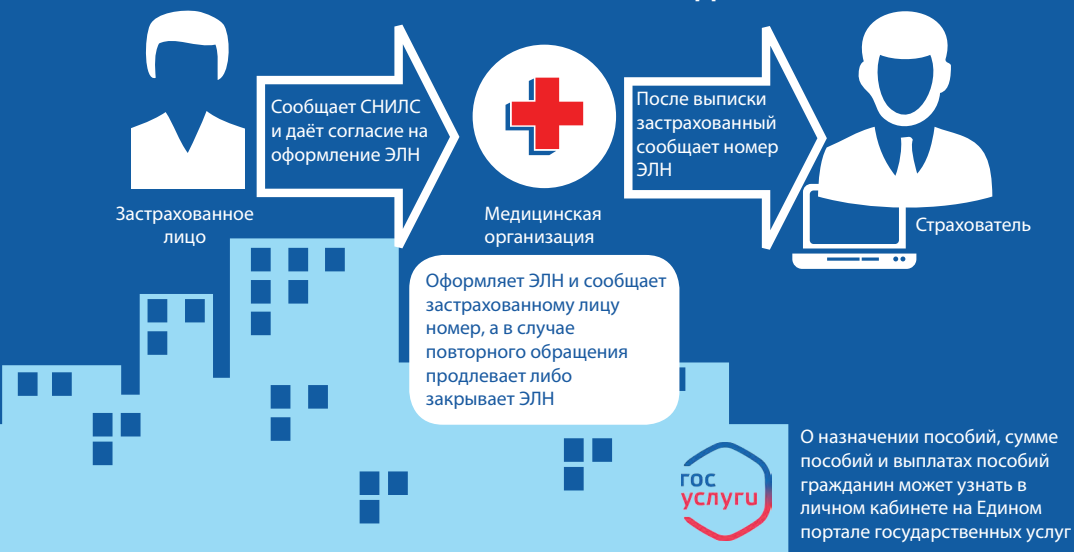 Сообщает СНИЛС
и даёт согласие на
оформление ЭЛН
После выписки
застрахованный
сообщает номер
ЭЛН
Застрахованное
лицо
Медицинская
организация
Страхователь
Оформляет ЭЛН и сообщает
застрахованному лицу
номер, а в случае
повторного обращения
продлевает либо
закрывает ЭЛН
гос
услуги
О назначении пособий, сумме
пособий и выплатах пособий
гражданин может узнать в
личном кабинете на Едином
портале государственных услуг